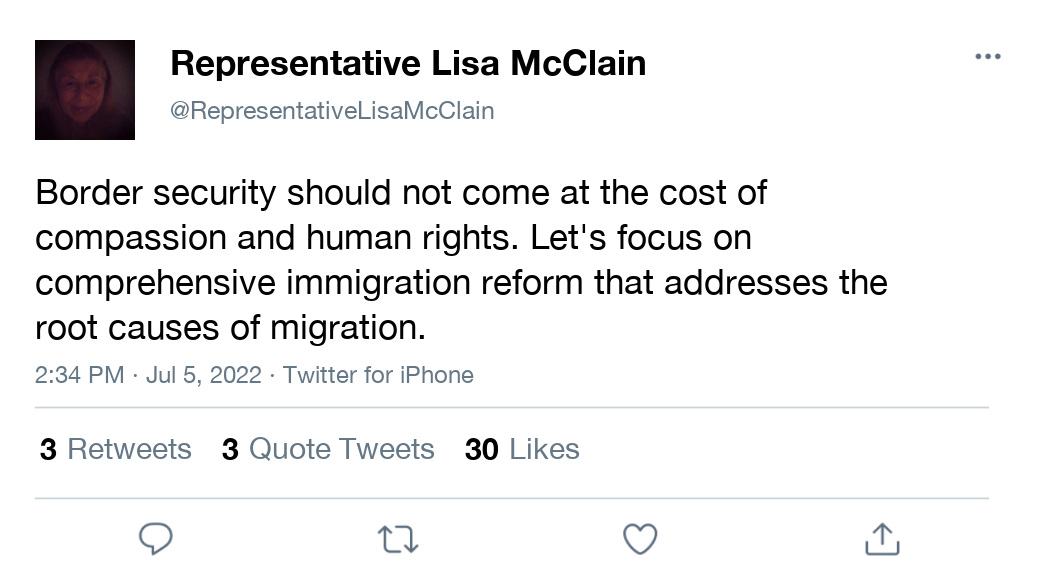 Representative Lisa McClain
@RepresentativeLisaMcClain
Border security should not come at the cost of
compassion and human rights. Let's focus on
comprehensive immigration reform that addresses the
root causes of migration.
2:34 PM · Jul 5, 2022 · Twitter for iPhone
3 Retweets 3 Quote Tweets 30 Likes